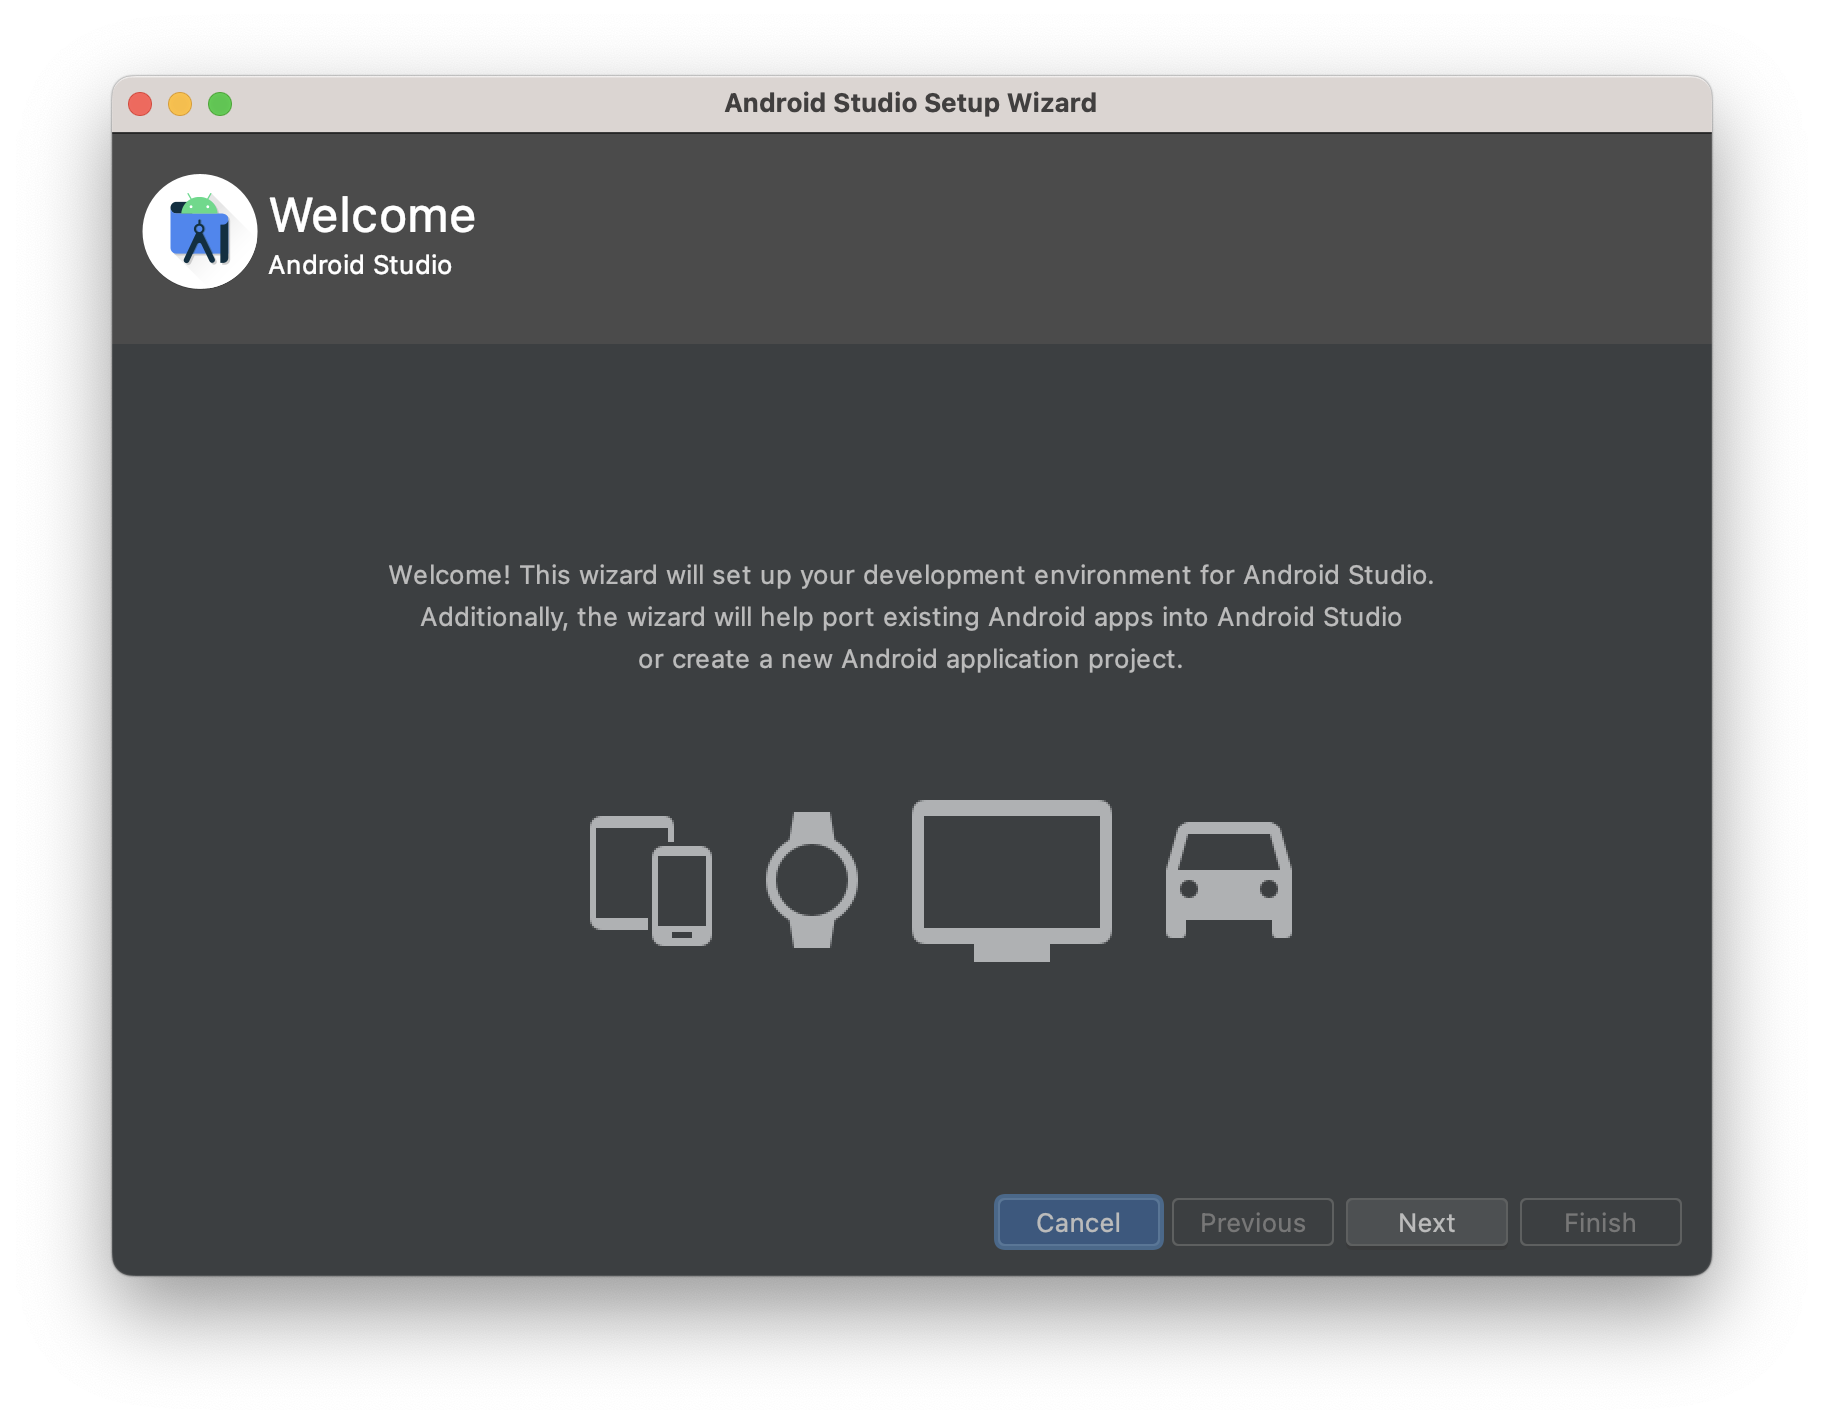 Android Studio Setup Wizard
Welcome
Android Studio
Welcome! This wizard will set up your development environment for Android Studio.
Additionally, the wizard will help port existing Android apps into Android Studio
or create a new Android application project.
Cancel Previous Next Finish